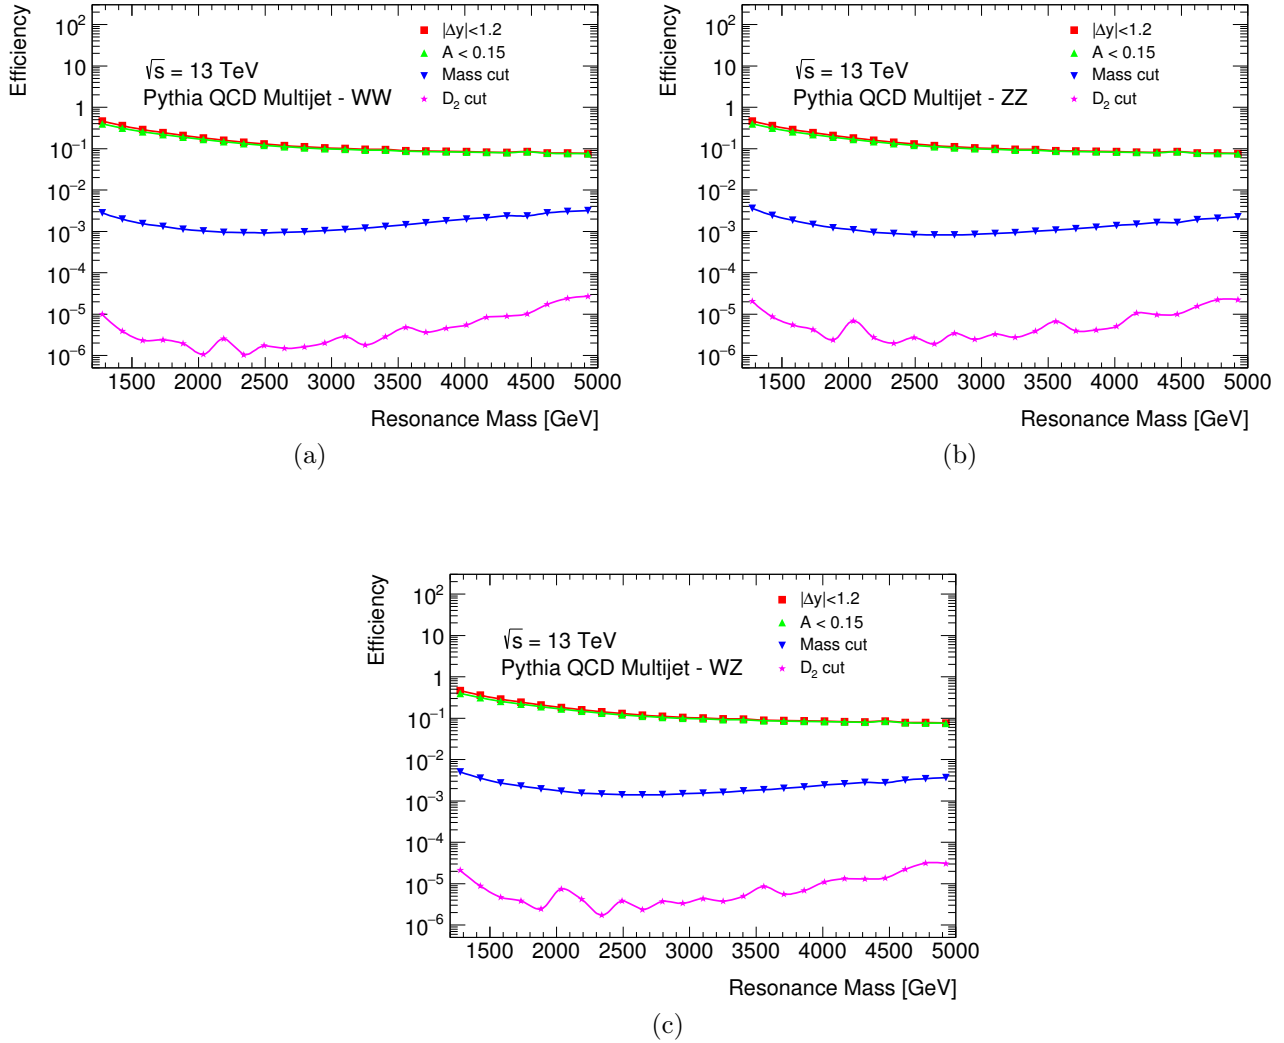 Efficiency
10²
10
1
10⁻¹
10⁻²
10⁻³
10⁻⁴
10⁻⁵
10⁻⁶
√s = 13 TeV
Pythia QCD Multijet - WW
|Δy|<1.2
A < 0.15
Mass cut
D₂ cut
1500 2000 2500 3000 3500 4000 4500 5000
Resonance Mass [GeV]
(a)
Efficiency
10²
10
1
10⁻¹
10⁻²
10⁻³
10⁻⁴
10⁻⁵
10⁻⁶
√s = 13 TeV
Pythia QCD Multijet - ZZ
|Δy|<1.2
A < 0.15
Mass cut
D₂ cut
1500 2000 2500 3000 3500 4000 4500 5000
Resonance Mass [GeV]
(b)
Efficiency
10²
10
1
10⁻¹
10⁻²
10⁻³
10⁻⁴
10⁻⁵
10⁻⁶
√s = 13 TeV
Pythia QCD Multijet - WZ
|Δy|<1.2
A < 0.15
Mass cut
D₂ cut
1500 2000 2500 3000 3500 4000 4500 5000
Resonance Mass [GeV]
(c)